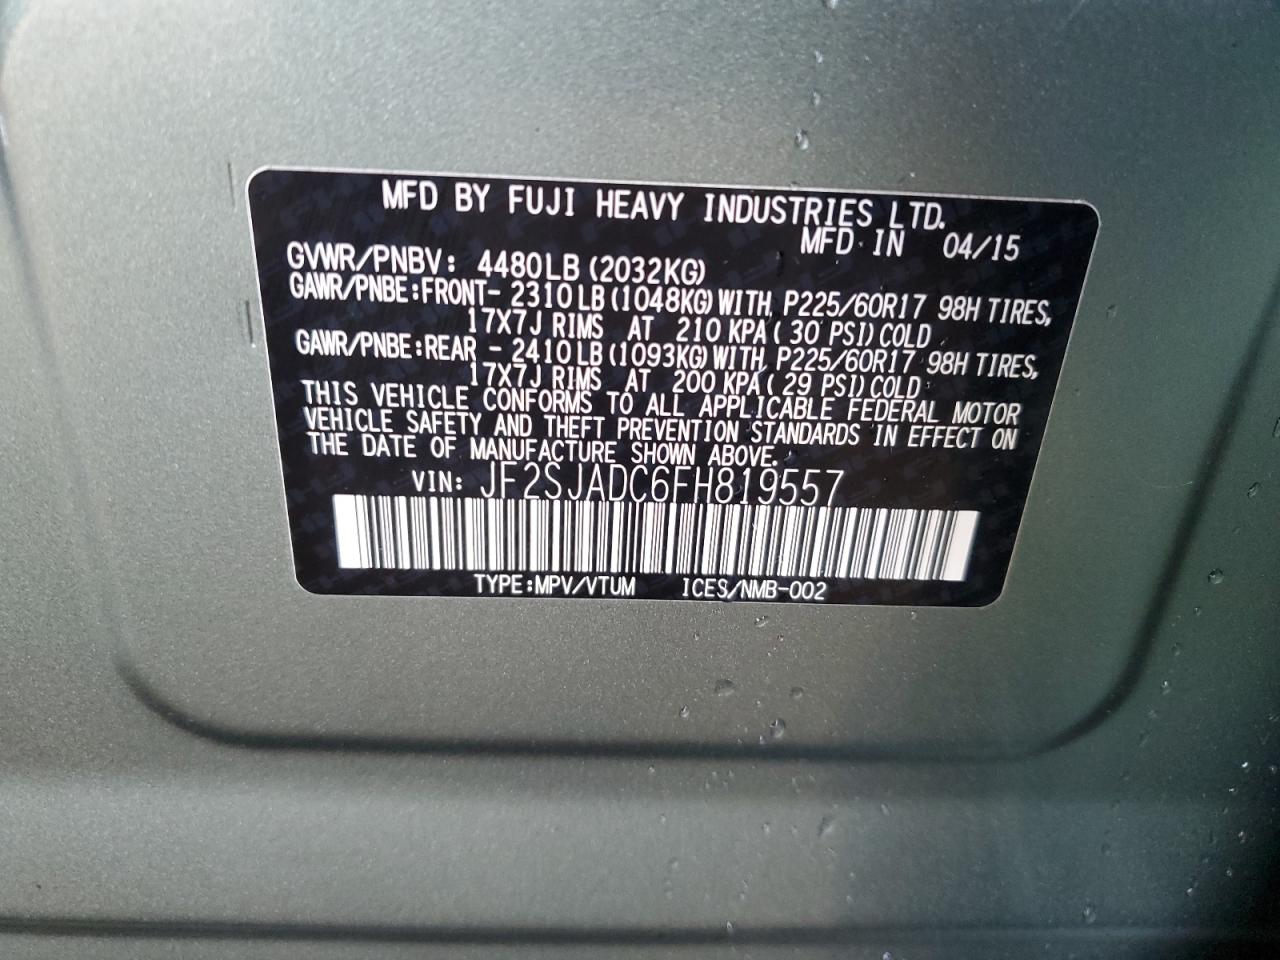 MFD BY FUJI HEAVY INDUSTRIES LTD.
MFD IN 04/15
GVWR/PNBV: 4480LB (2032KG)
GAWR/PNBE:FRONT- 2310LB (1048KG) WITH P225/60R17 98H TIRES,
17X7J RIMS AT 210 KPA ( 30 PSI) COLD
GAWR/PNBE:REAR - 2410LB (1093KG) WITH P225/60R17 98H TIRES,
17X7J RIMS AT 200 KPA ( 29 PSI) COLD
THIS VEHICLE CONFORMS TO ALL APPLICABLE FEDERAL MOTOR
VEHICLE SAFETY AND THEFT PREVENTION STANDARDS IN EFFECT ON
THE DATE OF MANUFACTURE SHOWN ABOVE.
VIN: JF2SJADC6FH819557
TYPE:MPV/VTUM ICES/NMB-002